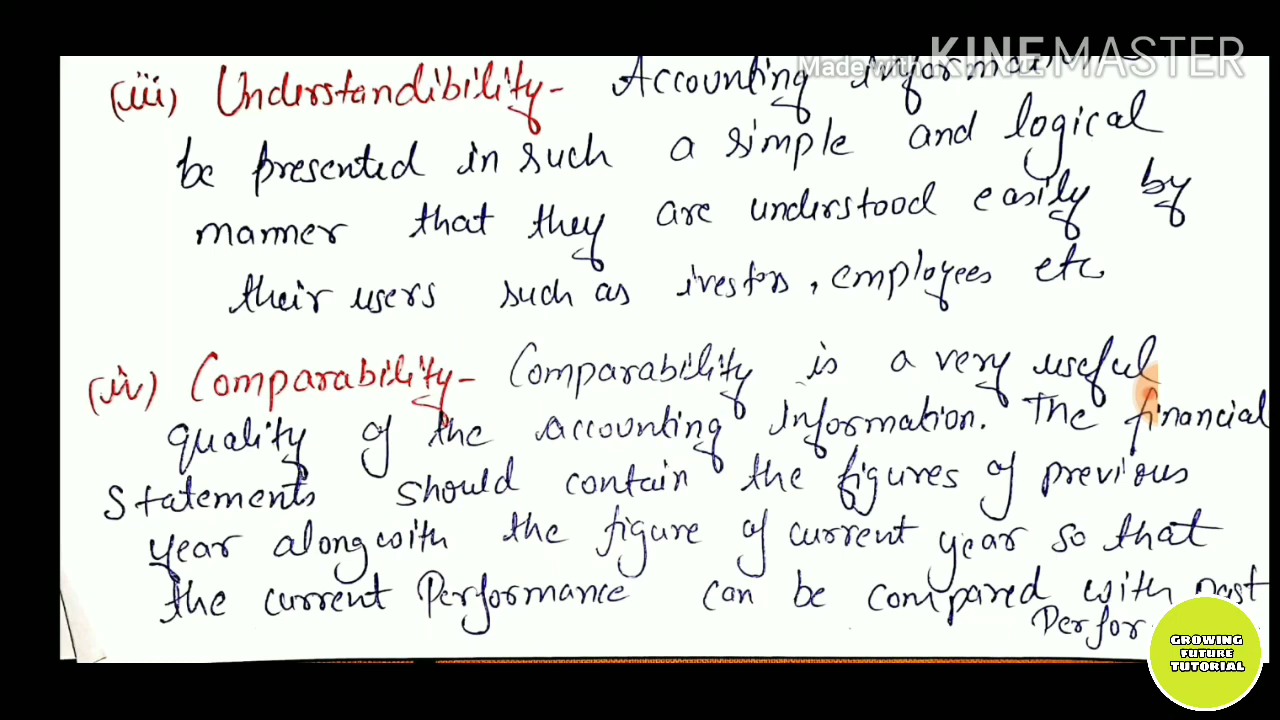 Made with KINEMASTER
(iii) Understandibility- Accounting
be presented in such a simple and logical
manner that they are understood easily by
their users such as ivestors, employees etc
(iv) Comparability- Comparability is a very useful
quality of the accounting information. The financial
Statements should contain the figures of previous
year alongwith the figure of current year so that
the current Performance can be compared with past
GROWING
FUTURE
TUTORIAL